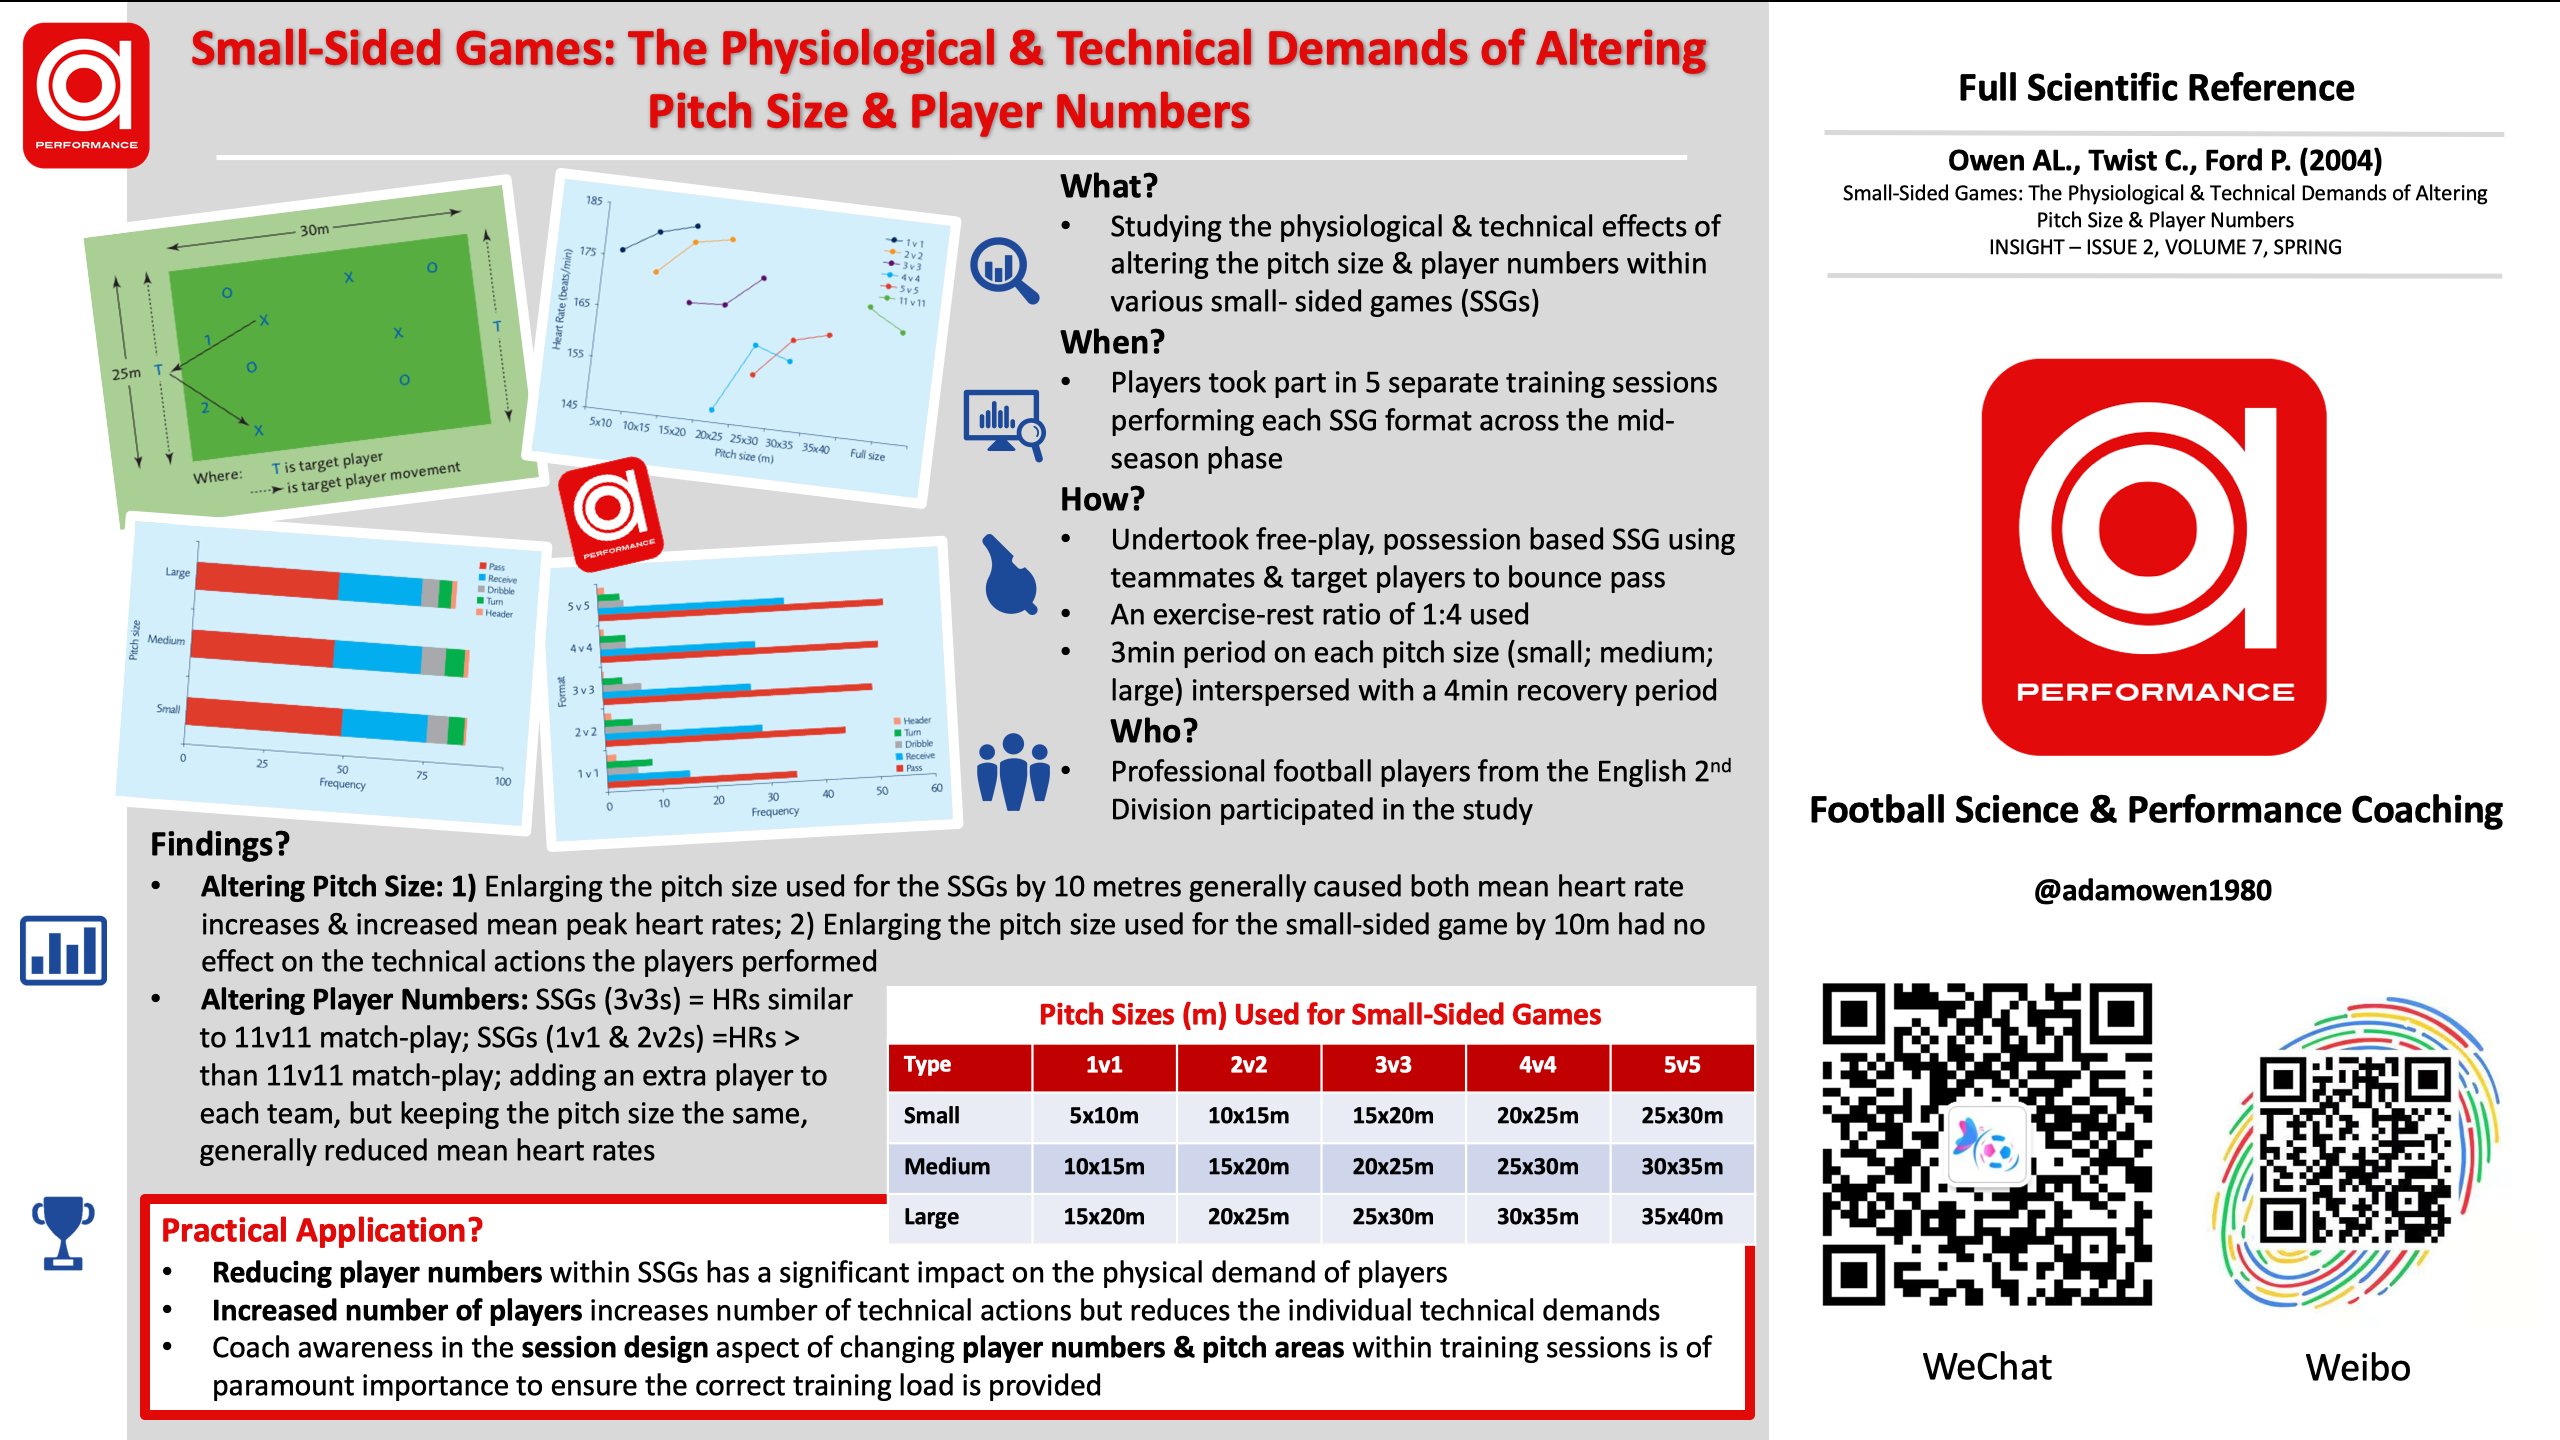 PERFORMANCE
Small-Sided Games: The Physiological & Technical Demands of Altering
Pitch Size & Player Numbers
30m
25m
O
X
O
O
X
X
T
1
T
O
O
2
X
Where: T is target player
is target player movement
185
175
165
155
145
Heart Rate (beats/min)
1 v 1
2 v 2
3 v 3
4 v 4
5 v 5
11 v 11
5x10 10x15 15x20 20x25 25x30 30x35 35x40 Full size
Pitch size (m)
PERFORMANCE
Large
Medium
Small
Pitch size
Pass
Receive
Dribble
Turn
Header
0 25 50 75 100
Frequency
5 v 5
4 v 4
3 v 3
2 v 2
1 v 1
Format
Header
Turn
Dribble
Receive
Pass
0 10 20 30 40 50 60
Frequency
What?
• Studying the physiological & technical effects of
altering the pitch size & player numbers within
various small- sided games (SSGs)
When?
• Players took part in 5 separate training sessions
performing each SSG format across the mid-
season phase
How?
• Undertook free-play, possession based SSG using
teammates & target players to bounce pass
• An exercise-rest ratio of 1:4 used
• 3min period on each pitch size (small; medium;
large) interspersed with a 4min recovery period
Who?
• Professional football players from the English 2nd
Division participated in the study
Findings?
• Altering Pitch Size: 1) Enlarging the pitch size used for the SSGs by 10 metres generally caused both mean heart rate
increases & increased mean peak heart rates; 2) Enlarging the pitch size used for the small-sided game by 10m had no
effect on the technical actions the players performed
• Altering Player Numbers: SSGs (3v3s) = HRs similar
to 11v11 match-play; SSGs (1v1 & 2v2s) =HRs >
than 11v11 match-play; adding an extra player to
each team, but keeping the pitch size the same,
generally reduced mean heart rates
Pitch Sizes (m) Used for Small-Sided Games
Type 1v1 2v2 3v3 4v4 5v5
Small 5x10m 10x15m 15x20m 20x25m 25x30m
Medium 10x15m 15x20m 20x25m 25x30m 30x35m
Large 15x20m 20x25m 25x30m 30x35m 35x40m
Practical Application?
• Reducing player numbers within SSGs has a significant impact on the physical demand of players
• Increased number of players increases number of technical actions but reduces the individual technical demands
• Coach awareness in the session design aspect of changing player numbers & pitch areas within training sessions is of
paramount importance to ensure the correct training load is provided
Full Scientific Reference
Owen AL., Twist C., Ford P. (2004)
Small-Sided Games: The Physiological & Technical Demands of Altering
Pitch Size & Player Numbers
INSIGHT – ISSUE 2, VOLUME 7, SPRING
PERFORMANCE
Football Science & Performance Coaching
@adamowen1980
WeChat
Weibo